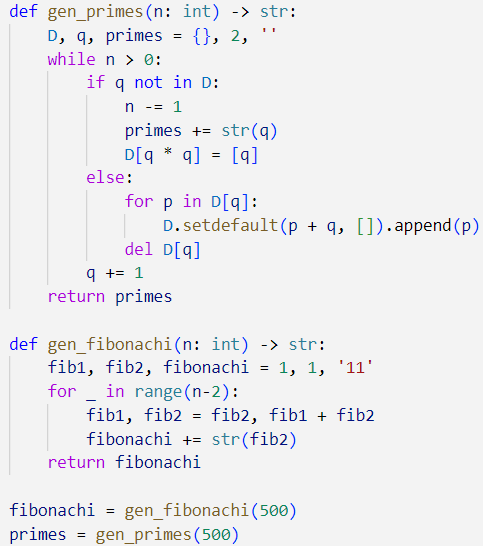 def gen_primes(n: int) -> str:
    D, q, primes = {}, 2, ''
    while n > 0:
        if q not in D:
            n -= 1
            primes += str(q)
            D[q * q] = [q]
        else:
            for p in D[q]:
                D.setdefault(p + q, []).append(p)
            del D[q]
        q += 1
    return primes

def gen_fibonachi(n: int) -> str:
    fib1, fib2, fibonachi = 1, 1, '11'
    for _ in range(n-2):
        fib1, fib2 = fib2, fib1 + fib2
        fibonachi += str(fib2)
    return fibonachi

fibonachi = gen_fibonachi(500)
primes = gen_primes(500)